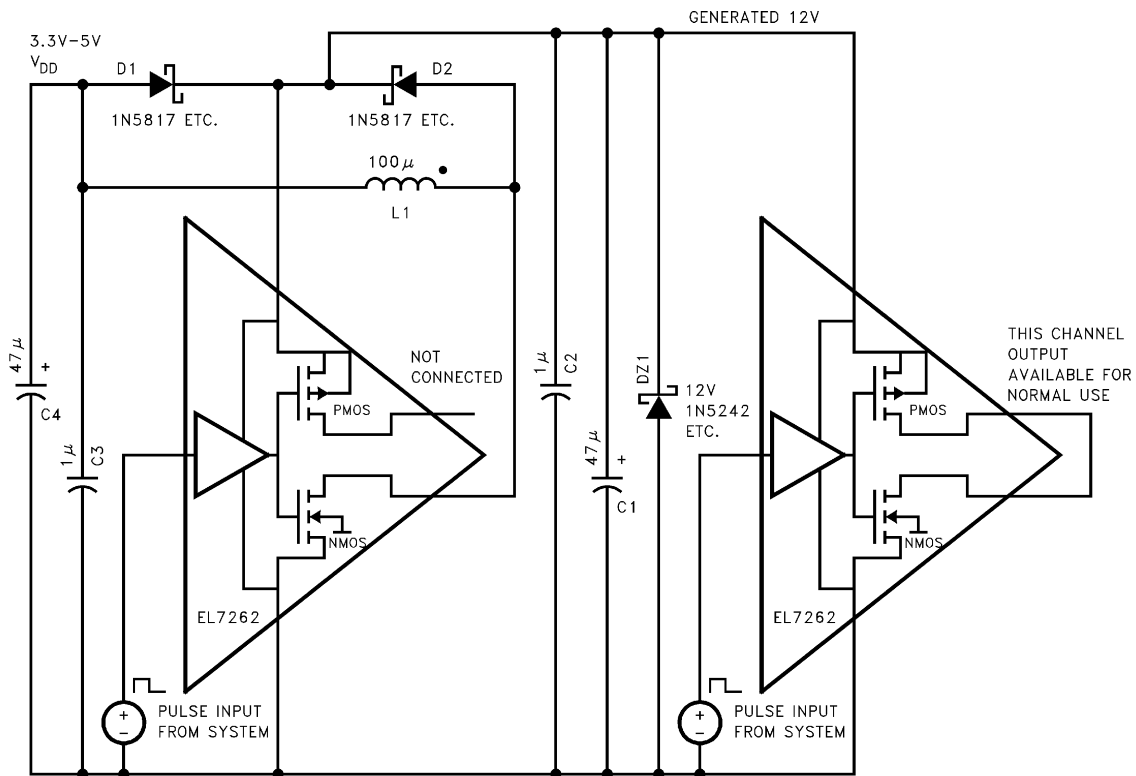 GENERATED 12V
3.3V–5V
VDD
D1
D2
1N5817 ETC.
1N5817 ETC.
100μ
L1
47μ
+
C4
1μ
C3
NOT
CONNECTED
PMOS
NMOS
EL7262
+
−
PULSE INPUT
FROM SYSTEM
1μ
C2
47μ
+
C1
DZ1
12V
1N5242
ETC.
PMOS
NMOS
EL7262
+
−
PULSE INPUT
FROM SYSTEM
THIS CHANNEL
OUTPUT
AVAILABLE FOR
NORMAL USE